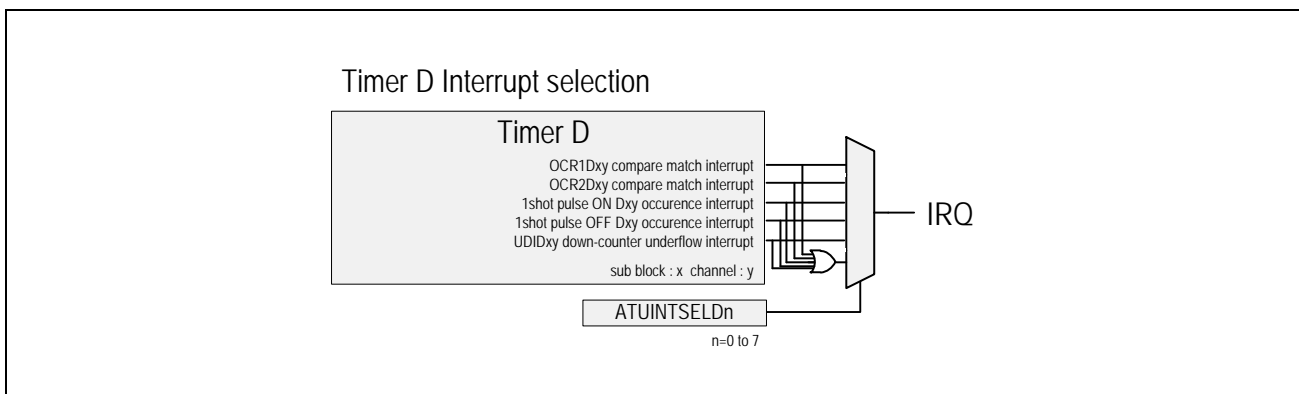 Timer D Interrupt selection
Timer D
OCR1Dxy compare match interrupt
OCR2Dxy compare match interrupt
1shot pulse ON Dxy occurence interrupt
1shot pulse OFF Dxy occurence interrupt
UDIDxy down-counter underflow interrupt
sub block : x channel : y
IRQ
ATUINTSELDn
n=0 to 7